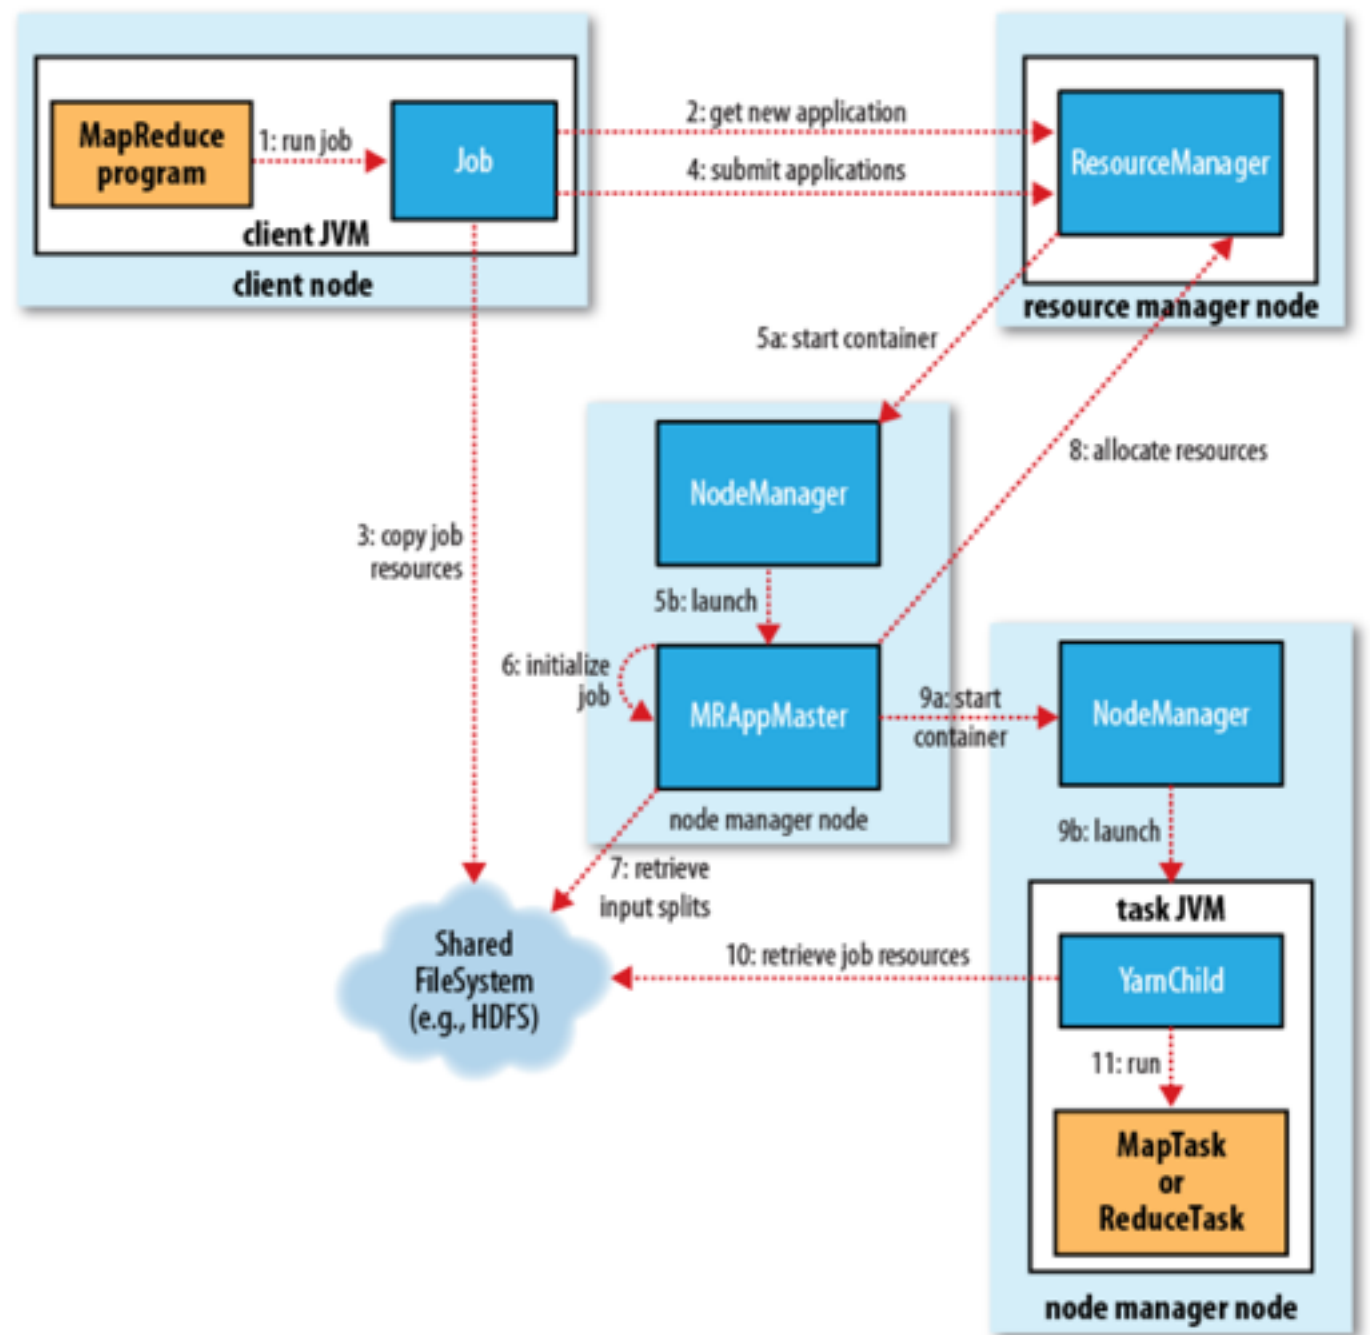 MapReduce
program
1: run job
Job
client JVM
client node
2: get new application
4: submit applications
ResourceManager
resource manager node
5a: start container
NodeManager
8: allocate resources
3: copy job
resources
5b: launch
6: initialize
job
MRAppMaster
9a: start
container
NodeManager
node manager node
9b: launch
7: retrieve
input splits
task JVM
Shared
FileSystem
(e.g., HDFS)
10: retrieve job resources
YarnChild
11: run
MapTask
or
ReduceTask
node manager node